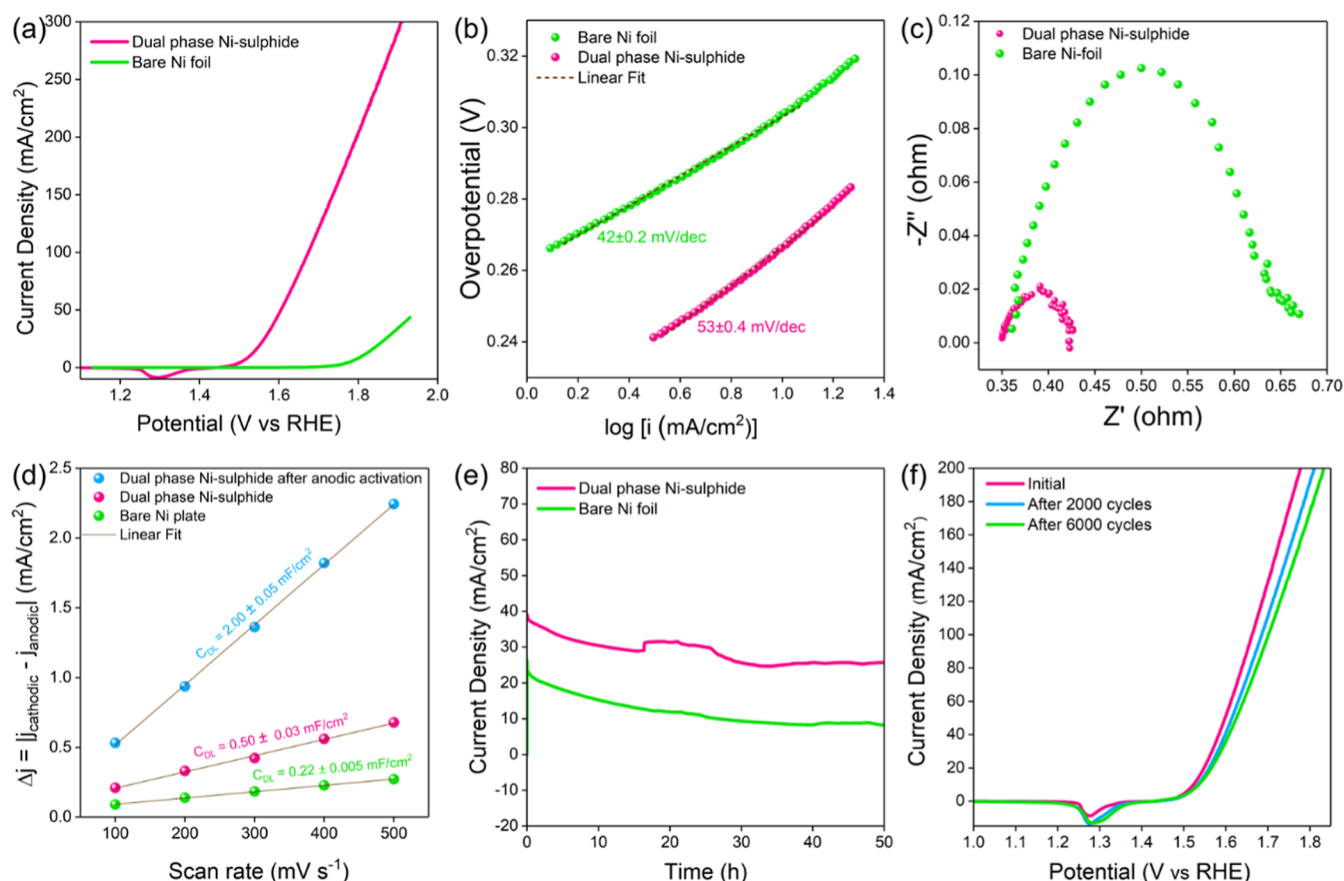 (a)
300
250
200
150
100
50
0
Current Density (mA/cm²)
Dual phase Ni-sulphide
Bare Ni foil
1.2
1.4
1.6
1.8
2.0
Potential (V vs RHE)
(b)
0.32
0.30
0.28
0.26
0.24
Overpotential (V)
Bare Ni foil
Dual phase Ni-sulphide
Linear Fit
42±0.2 mV/dec
53±0.4 mV/dec
0.0
0.2
0.4
0.6
0.8
1.0
1.2
1.4
log [i (mA/cm²)]
(c)
0.12
0.10
0.08
0.06
0.04
0.02
0.00
-Z" (ohm)
Dual phase Ni-sulphide
Bare Ni-foil
0.35
0.40
0.45
0.50
0.55
0.60
0.65
0.70
Z' (ohm)
(d)
2.5
2.0
1.5
1.0
0.5
0.0
Δj = |jcathodic - janodic| (mA/cm²)
Dual phase Ni-sulphide after anodic activation
Dual phase Ni-sulphide
Bare Ni plate
Linear Fit
CDL = 2.00 ± 0.05 mF/cm²
CDL = 0.50 ± 0.03 mF/cm²
CDL = 0.22 ± 0.005 mF/cm²
100
200
300
400
500
Scan rate (mV s⁻¹)
(e)
80
70
60
50
40
30
20
10
0
-10
-20
Current Density (mA/cm²)
Dual phase Ni-sulphide
Bare Ni foil
0
10
20
30
40
50
Time (h)
(f)
200
180
160
140
120
100
80
60
40
20
0
-20
Current Density (mA/cm²)
Initial
After 2000 cycles
After 6000 cycles
1.0
1.1
1.2
1.3
1.4
1.5
1.6
1.7
1.8
Potential (V vs RHE)